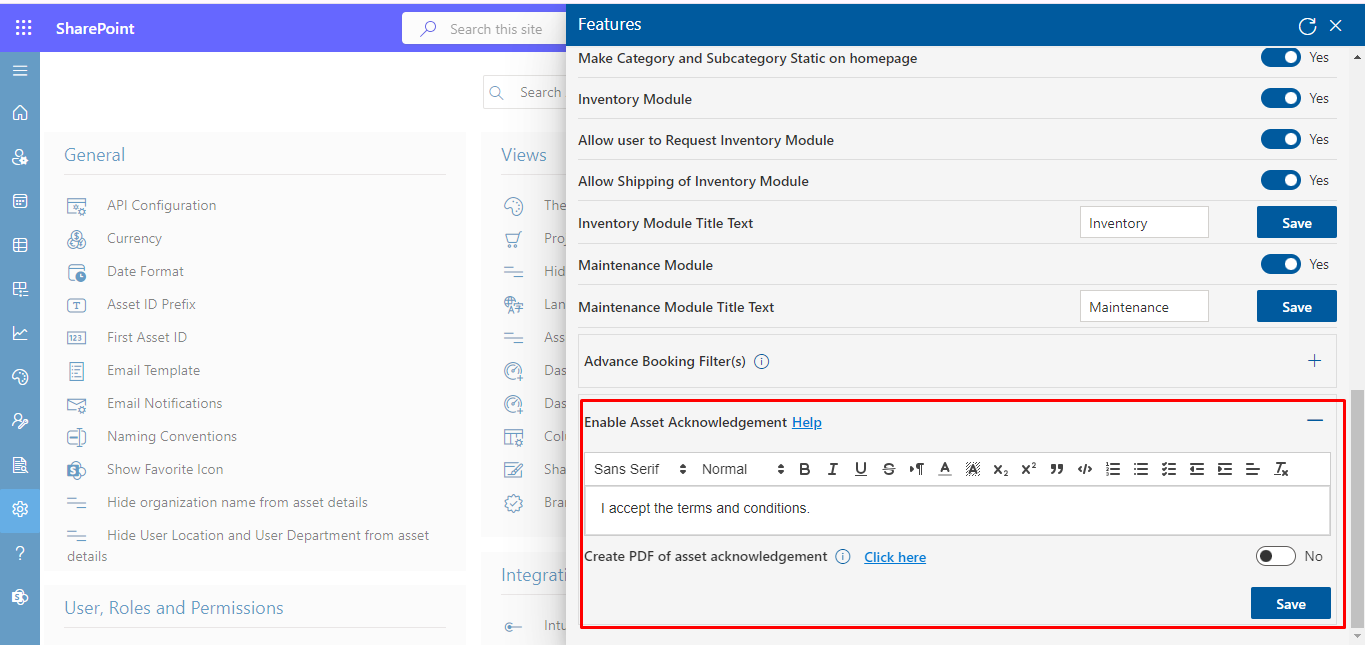 SharePoint
Search this site
Search
General
API Configuration
Currency
Date Format
Asset ID Prefix
First Asset ID
Email Template
Email Notifications
Naming Conventions
Show Favorite Icon
Hide organization name from asset details
Hide User Location and User Department from asset
details
User, Roles and Permissions
Views
The
Proj
Hid
Lan
Ass
Das
Das
Col
Sha
Bra
Integrati
Intu
Features
Make Category and Subcategory Static on homepage Yes
Inventory Module Yes
Allow user to Request Inventory Module Yes
Allow Shipping of Inventory Module Yes
Inventory Module Title Text Inventory Save
Maintenance Module Yes
Maintenance Module Title Text Maintenance Save
Advance Booking Filter(s)
Enable Asset Acknowledgement Help
Sans Serif Normal
I accept the terms and conditions.
Create PDF of asset acknowledgement Click here No
Save